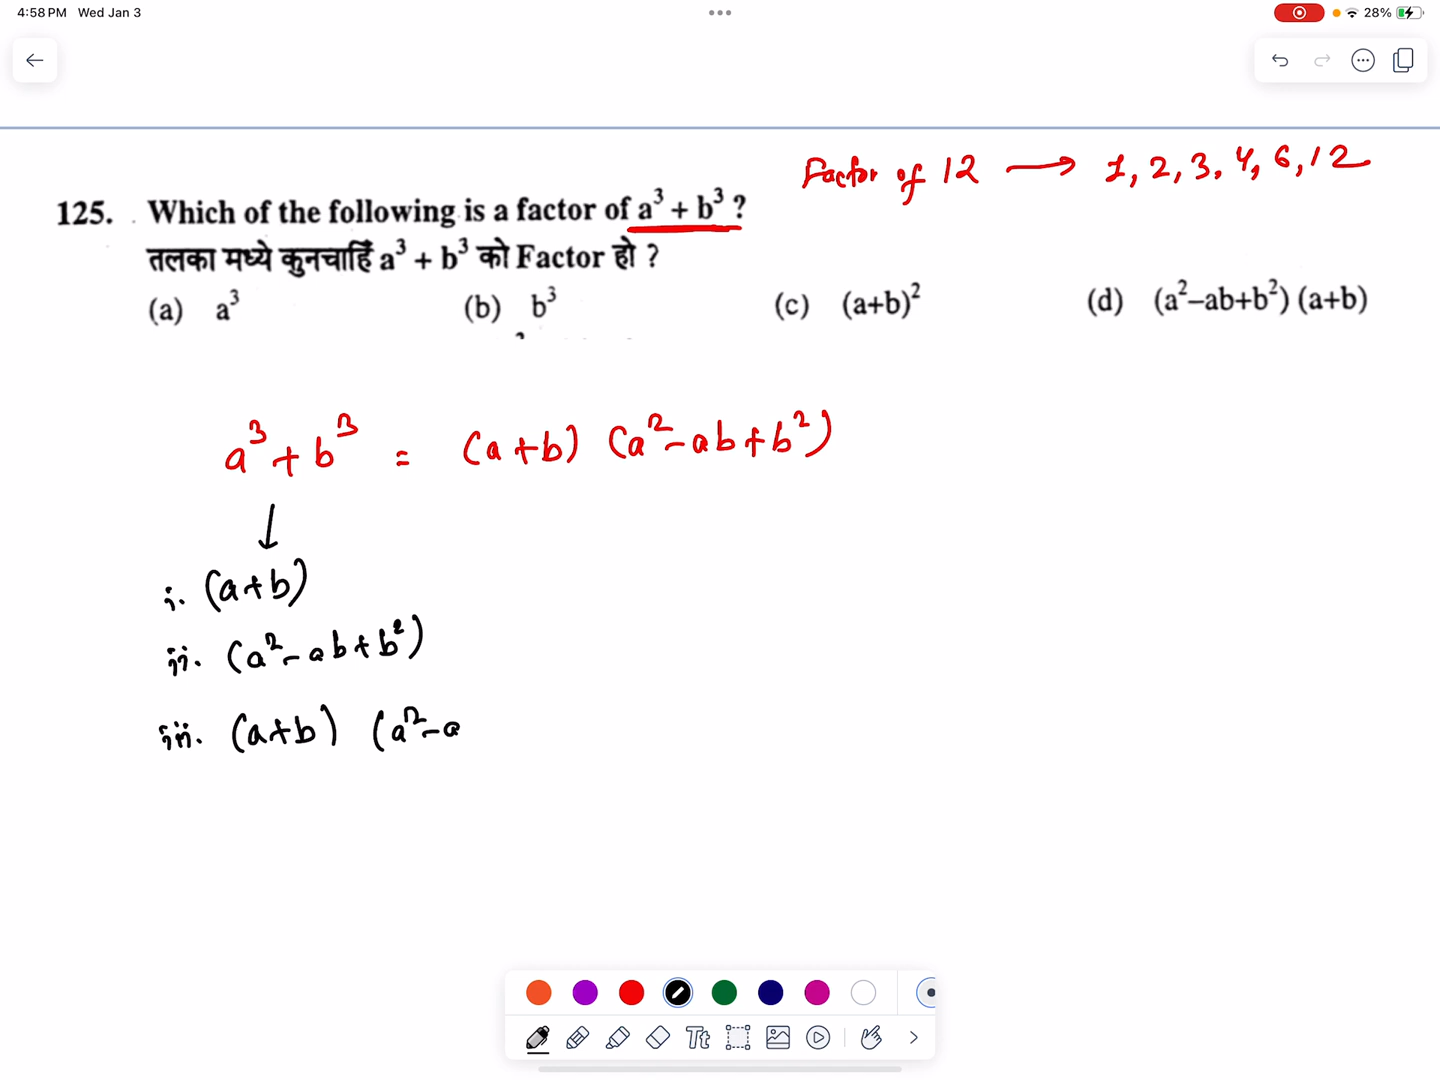 4:58 PM Wed Jan 3
28%
Factor of 12 → 1, 2, 3, 4, 6, 12
125. Which of the following is a factor of a³ + b³ ?
तलका मध्ये कुनचाहिँ a³ + b³ को Factor हो ?
(a) a³ (b) b³ (c) (a+b)² (d) (a²–ab+b²) (a+b)
a³ + b³ = (a+b) (a²-ab+b²)
i. (a+b)
ii. (a²-ab+b²)
iii. (a+b) (a²-a
Tt